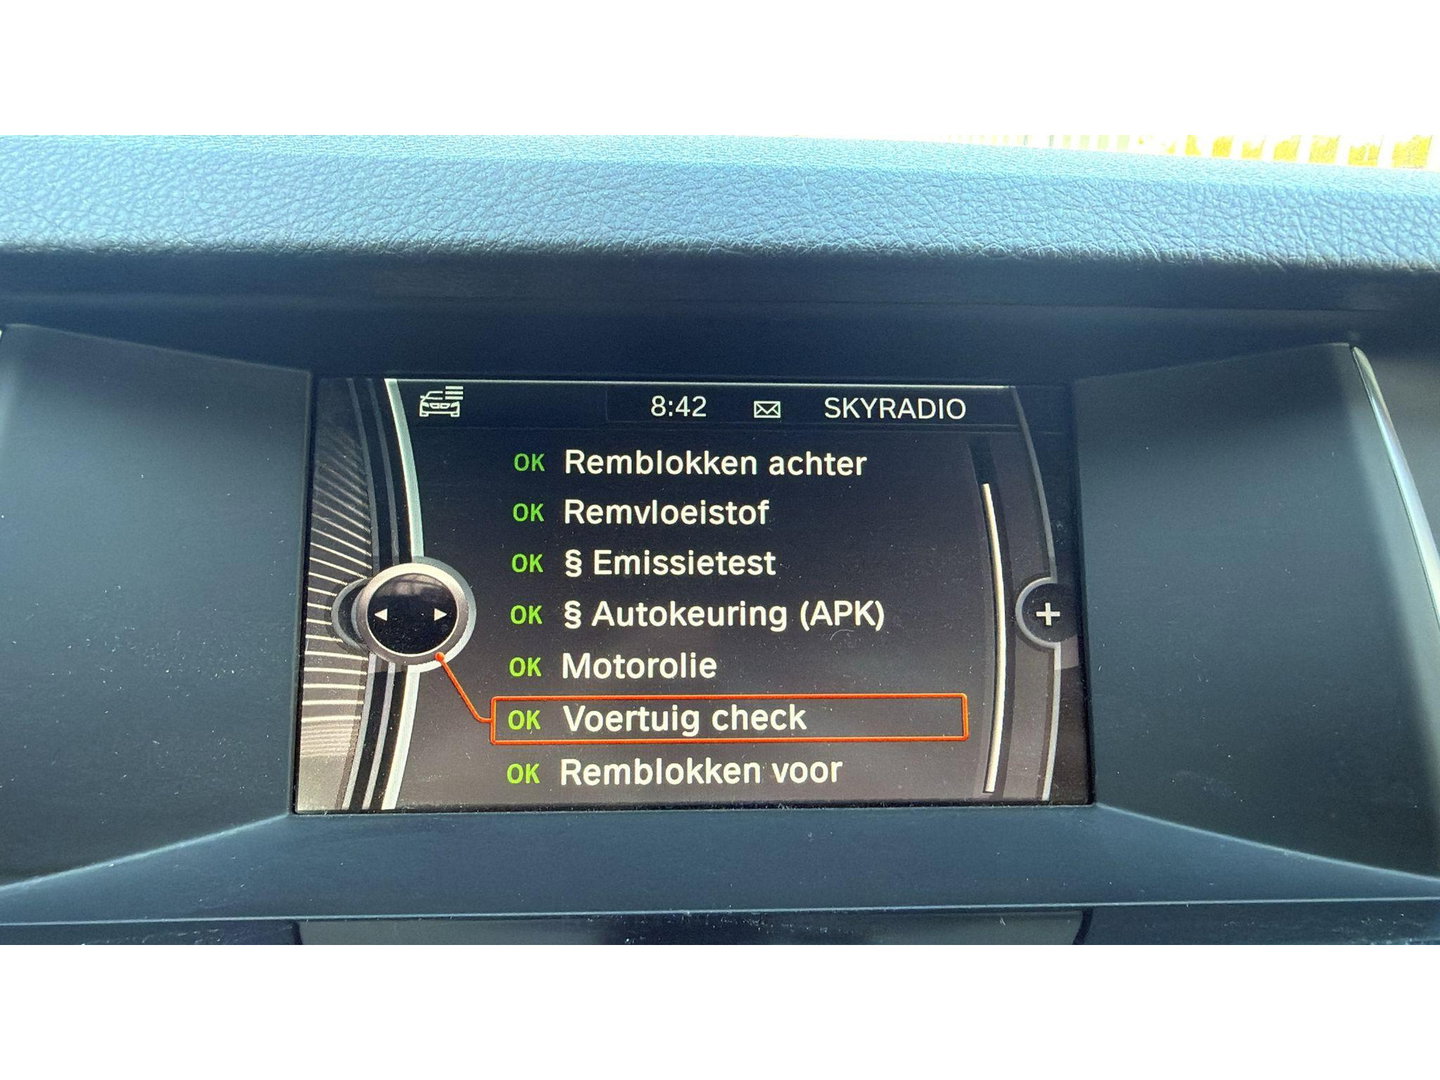 8:42 SKYRADIO
OK Remblokken achter
OK Remvloeistof
OK § Emissietest
OK § Autokeuring (APK)
OK Motorolie
OK Voertuig check
OK Remblokken voor